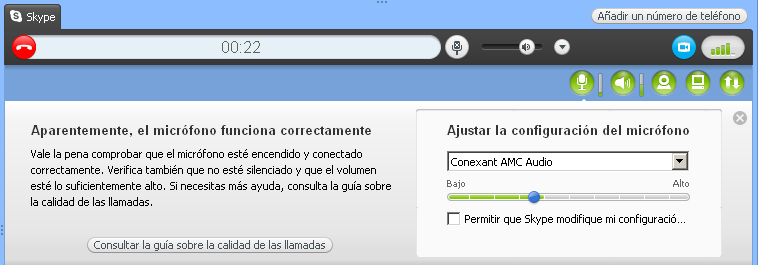 Skype
Añadir un número de teléfono
00:22
Aparentemente, el micrófono funciona correctamente
Vale la pena comprobar que el micrófono esté encendido y conectado
correctamente. Verifica también que no esté silenciado y que el volumen
esté lo suficientemente alto. Si necesitas más ayuda, consulta la guía sobre
la calidad de las llamadas.
Consultar la guía sobre la calidad de las llamadas
Ajustar la configuración del micrófono
Conexant AMC Audio
Bajo Alto
Permitir que Skype modifique mi configuració...